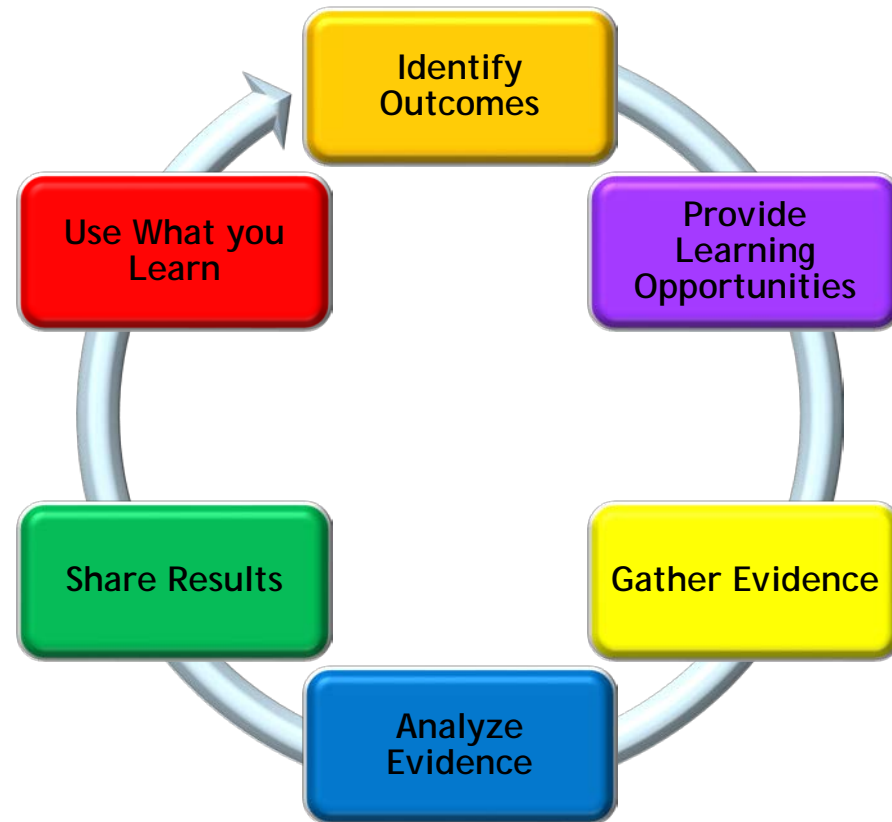 Identify
Outcomes
Provide
Learning
Opportunities
Gather Evidence
Analyze
Evidence
Share Results
Use What you
Learn